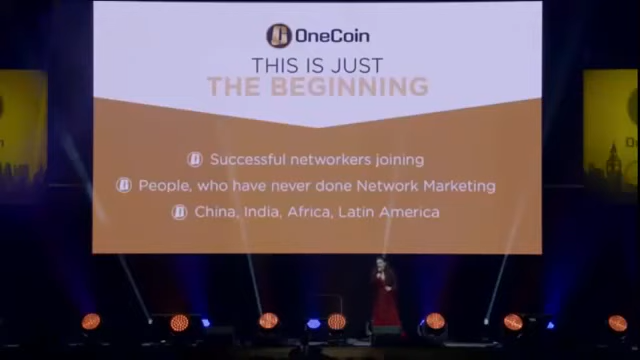 OneCoin
THIS IS JUST
THE BEGINNING
Successful networkers joining
People, who have never done Network Marketing
China, India, Africa, Latin America